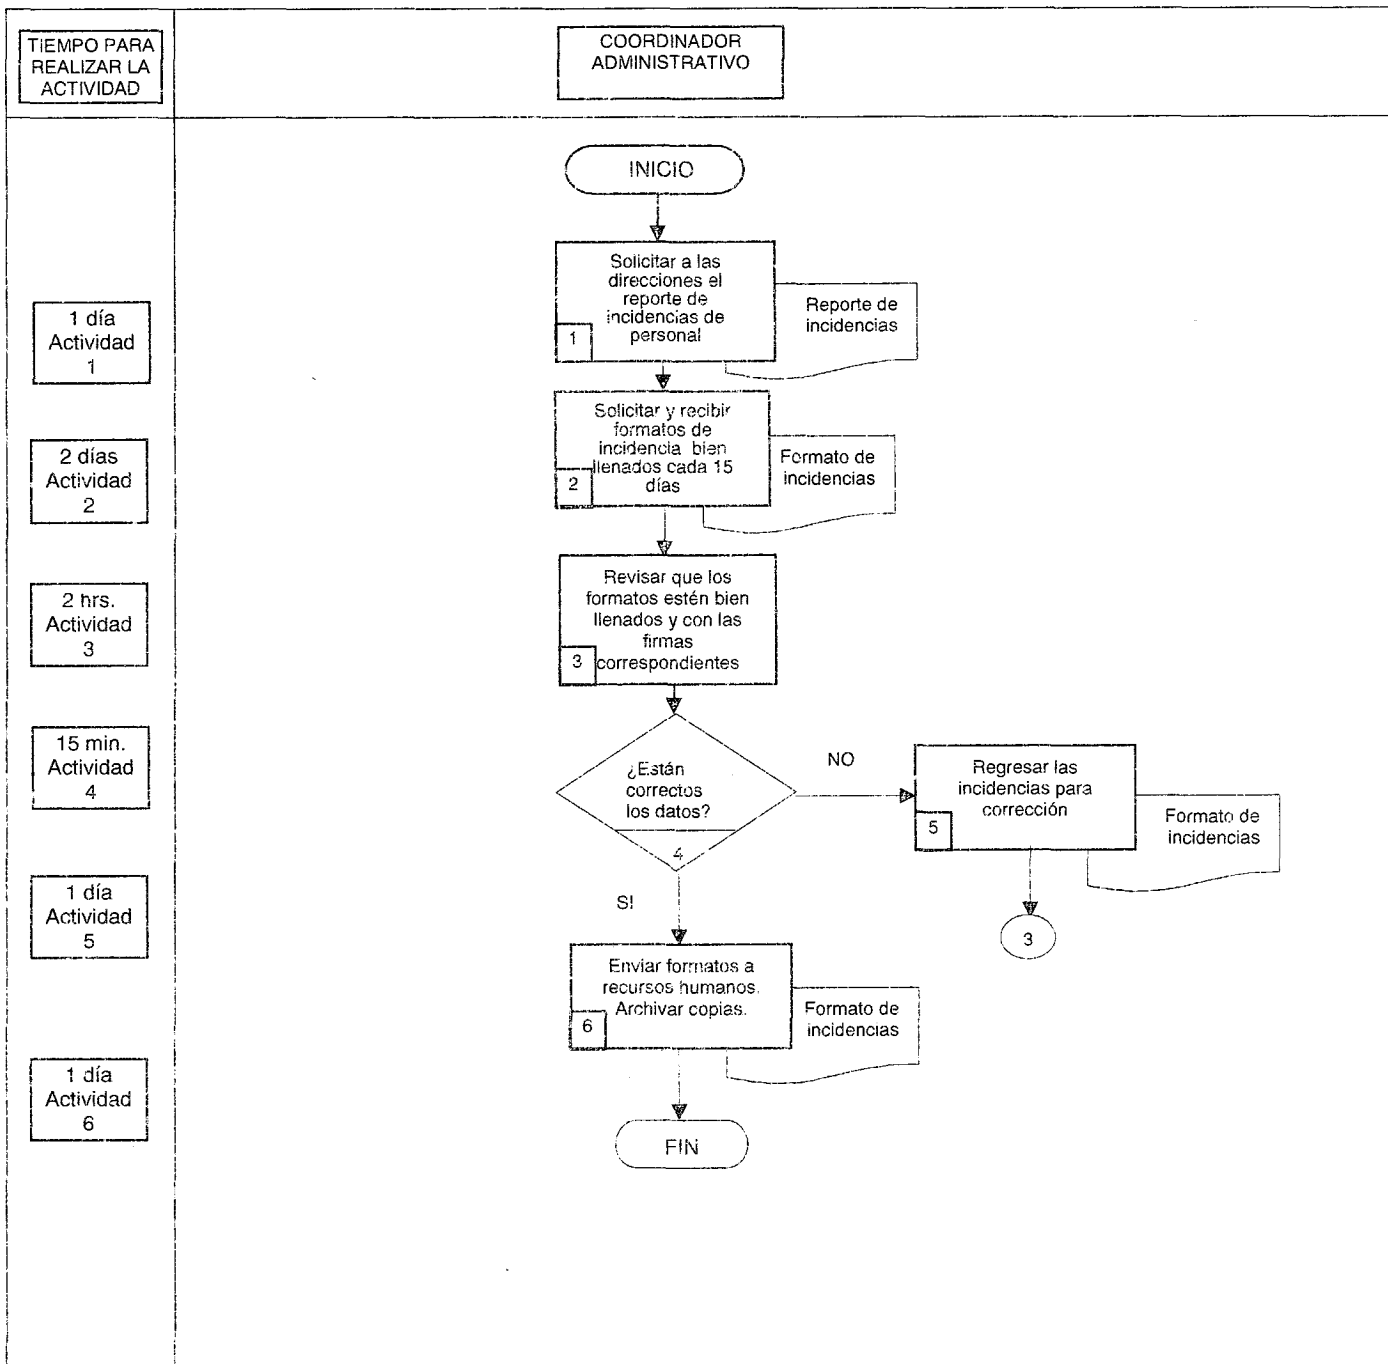 TIEMPO PARA
REALIZAR LA
ACTIVIDAD
COORDINADOR
ADMINISTRATIVO
INICIO
Solicitar a las
direcciones el
reporte de
incidencias de
personal
1
Reporte de
incidencias
1 día
Actividad
1
Solicitar y recibir
formatos de
incidencia bien
llenados cada 15
días
2
Formato de
incidencias
2 días
Actividad
2
Revisar que los
formatos estén bien
llenados y con las
firmas
correspondientes
3
2 hrs.
Actividad
3
15 min.
Actividad
4
¿Están
correctos
los datos?
4
NO
Regresar las
incidencias para
corrección
5
Formato de
incidencias
3
1 día
Actividad
5
SI
Enviar formatos a
recursos humanos.
Archivar copias.
6
Formato de
incidencias
1 día
Actividad
6
FIN